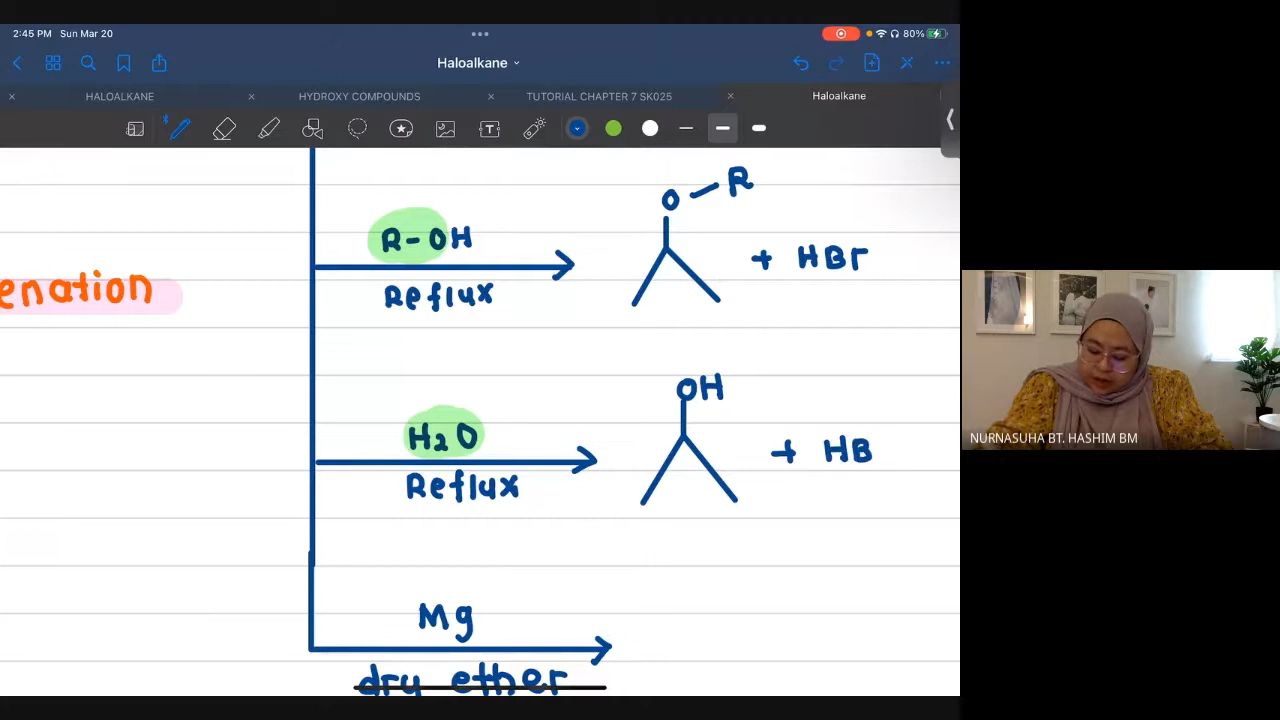 2:45 PM Sun Mar 20
80%
Haloalkane
HALOALKANE
HYDROXY COMPOUNDS
TUTORIAL CHAPTER 7 SK025
Haloalkane
O - R
R-OH
+ HBr
Reflux
enation
OH
H2O
+ HB
Reflux
Mg
dry ether
NURNASUHA BT. HASHIM BM